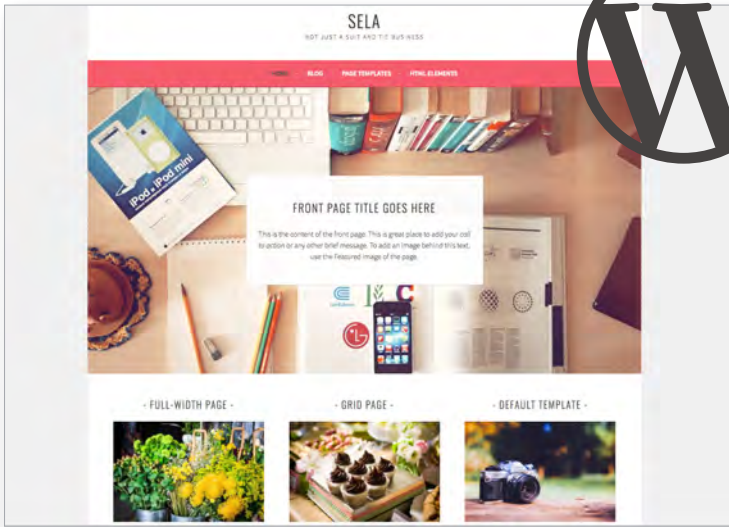 SELA
NOT JUST A SUIT AND TIE BUSINESS
HOME BLOG PAGE TEMPLATES HTML ELEMENTS
iPod + iPod mini
FRONT PAGE TITLE GOES HERE
This is the content of the front page. This is great place to add your call
to action or any other brief message. To add an image behind this text,
use the Featured Image of the page.
LG
- FULL-WIDTH PAGE - - GRID PAGE - - DEFAULT TEMPLATE -
W